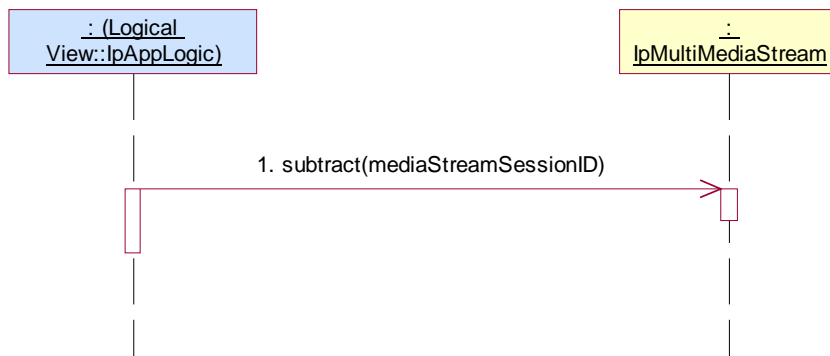 : (Logical
View::IpAppLogic)
:
IpMultiMediaStream
1. subtract(mediaStreamSessionID)